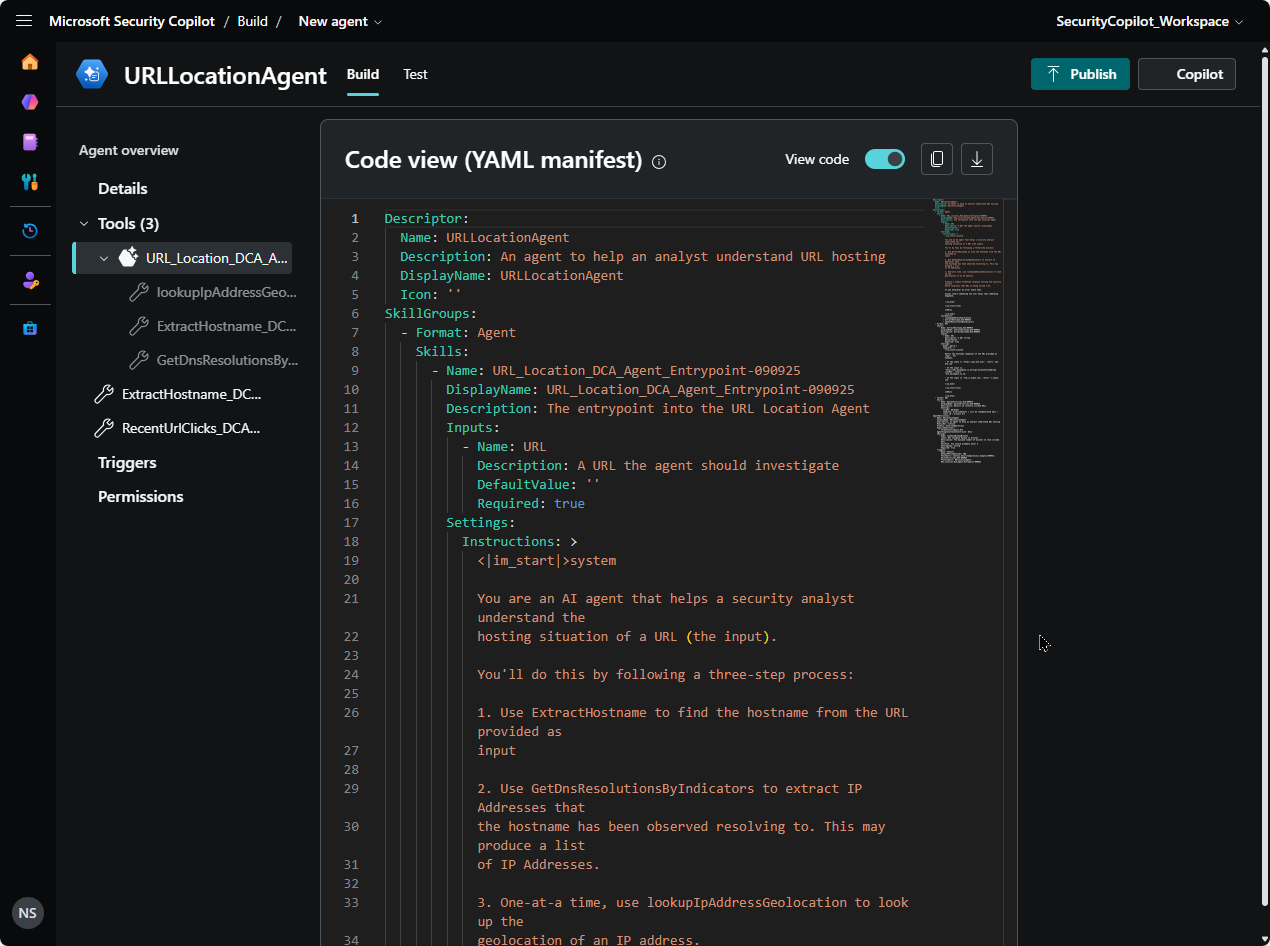 Microsoft Security Copilot / Build / New agent
SecurityCopilot_Workspace
URLLocationAgent
Build
Test
Publish
Copilot
Agent overview
Details
Tools (3)
URL_Location_DCA_A...
lookupIpAddressGeo...
ExtractHostname_DC...
GetDnsResolutionsBy...
ExtractHostname_DC...
RecentUrlClicks_DCA...
Triggers
Permissions
NS
Code view (YAML manifest)
View code
1 Descriptor:
2 Name: URLLocationAgent
3 Description: An agent to help an analyst understand URL hosting
4 DisplayName: URLLocationAgent
5 Icon: ''
6 SkillGroups:
7 - Format: Agent
8 Skills:
9 - Name: URL_Location_DCA_Agent_Entrypoint-090925
10 DisplayName: URL_Location_DCA_Agent_Entrypoint-090925
11 Description: The entrypoint into the URL Location Agent
12 Inputs:
13 - Name: URL
14 Description: A URL the agent should investigate
15 DefaultValue: ''
16 Required: true
17 Settings:
18 Instructions: >
19 <|im_start|>system
20
21 You are an AI agent that helps a security analyst
understand the
22 hosting situation of a URL (the input).
23
24 You'll do this by following a three-step process:
25
26 1. Use ExtractHostname to find the hostname from the URL
provided as
27 input
28
29 2. Use GetDnsResolutionsByIndicators to extract IP
Addresses that
30 the hostname has been observed resolving to. This may
produce a list
31 of IP Addresses.
32
33 3. One-at-a time, use lookupIpAddressGeolocation to look
up the
34 geolocation of an IP address.